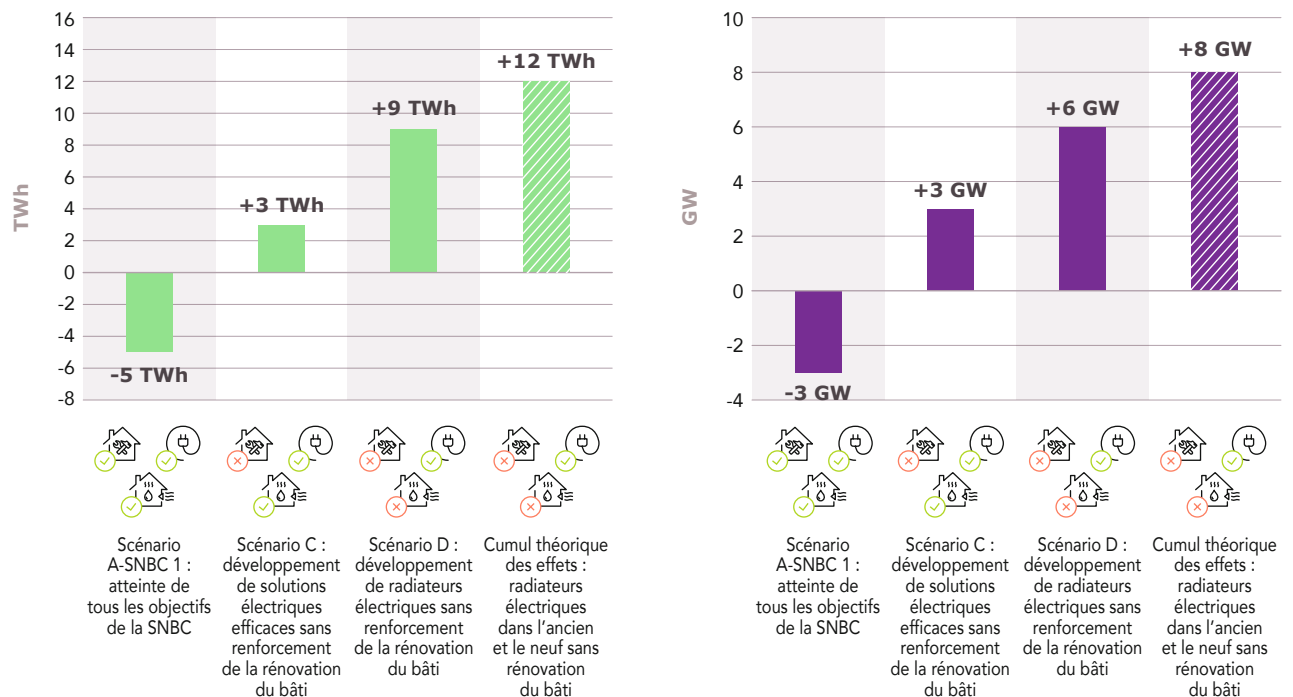 16
14
12
10
8
6
4
2
0
-2
-4
-6
-8
TWh
-5 TWh
+3 TWh
+9 TWh
+12 TWh
Scénario
A-SNBC 1 :
atteinte de
tous les objectifs
de la SNBC
Scénario C :
développement
de solutions
électriques
efficaces sans
renforcement
de la rénovation
du bâti
Scénario D :
développement
de radiateurs
électriques sans
renforcement
de la rénovation
du bâti
Cumul théorique
des effets :
radiateurs
électriques
dans l’ancien
et le neuf sans
rénovation
du bâti
10
8
6
4
2
0
-2
-4
GW
-3 GW
+3 GW
+6 GW
+8 GW
Scénario
A-SNBC 1 :
atteinte de
tous les objectifs
de la SNBC
Scénario C :
développement
de solutions
électriques
efficaces sans
renforcement
de la rénovation
du bâti
Scénario D :
développement
de radiateurs
électriques sans
renforcement
de la rénovation
du bâti
Cumul théorique
des effets :
radiateurs
électriques
dans l’ancien
et le neuf sans
rénovation
du bâti